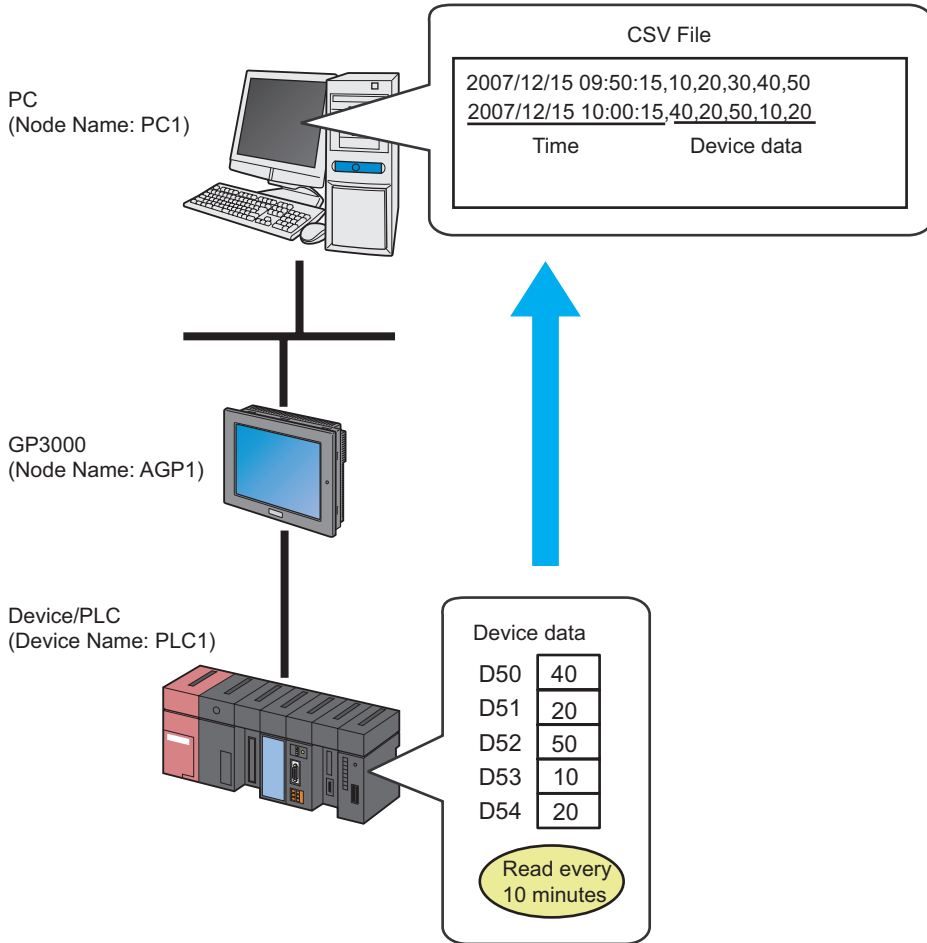 CSV File
2007/12/15 09:50:15,10,20,30,40,50
2007/12/15 10:00:15,40,20,50,10,20
Time Device data
PC
(Node Name: PC1)
GP3000
(Node Name: AGP1)
Device/PLC
(Device Name: PLC1)
Device data
D50 40
D51 20
D52 50
D53 10
D54 20
Read every
10 minutes